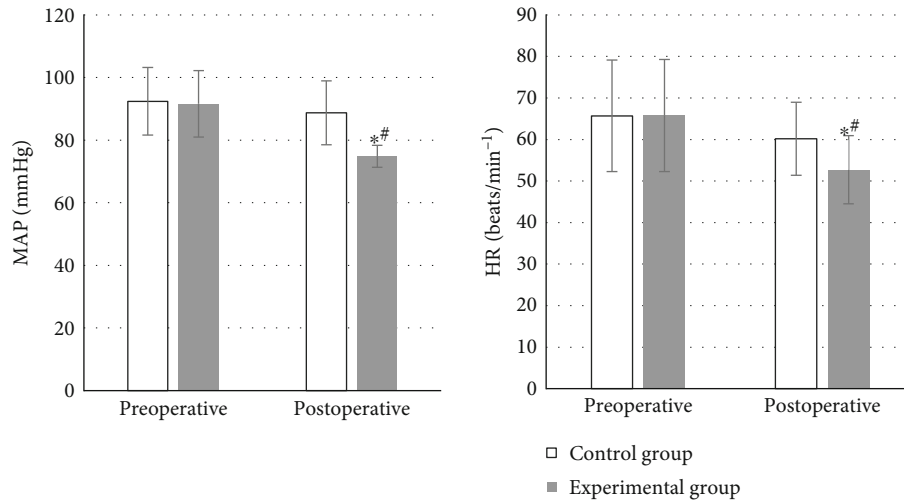 120
100
80
60
40
20
0
MAP (mmHg)
*#
Preoperative
Postoperative
90
80
70
60
50
40
30
20
10
0
HR (beats/min⁻¹)
*#
Preoperative
Postoperative
Control group
Experimental group